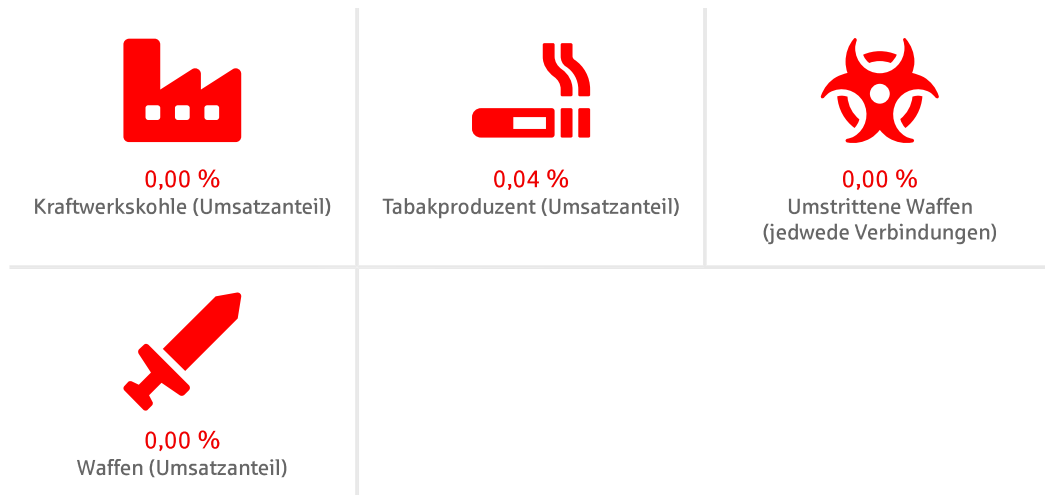 0,00 %
Kraftwerkskohle (Umsatzanteil)
0,04 %
Tabakproduzent (Umsatzanteil)
0,00 %
Umstrittene Waffen
(jedwede Verbindungen)
0,00 %
Waffen (Umsatzanteil)